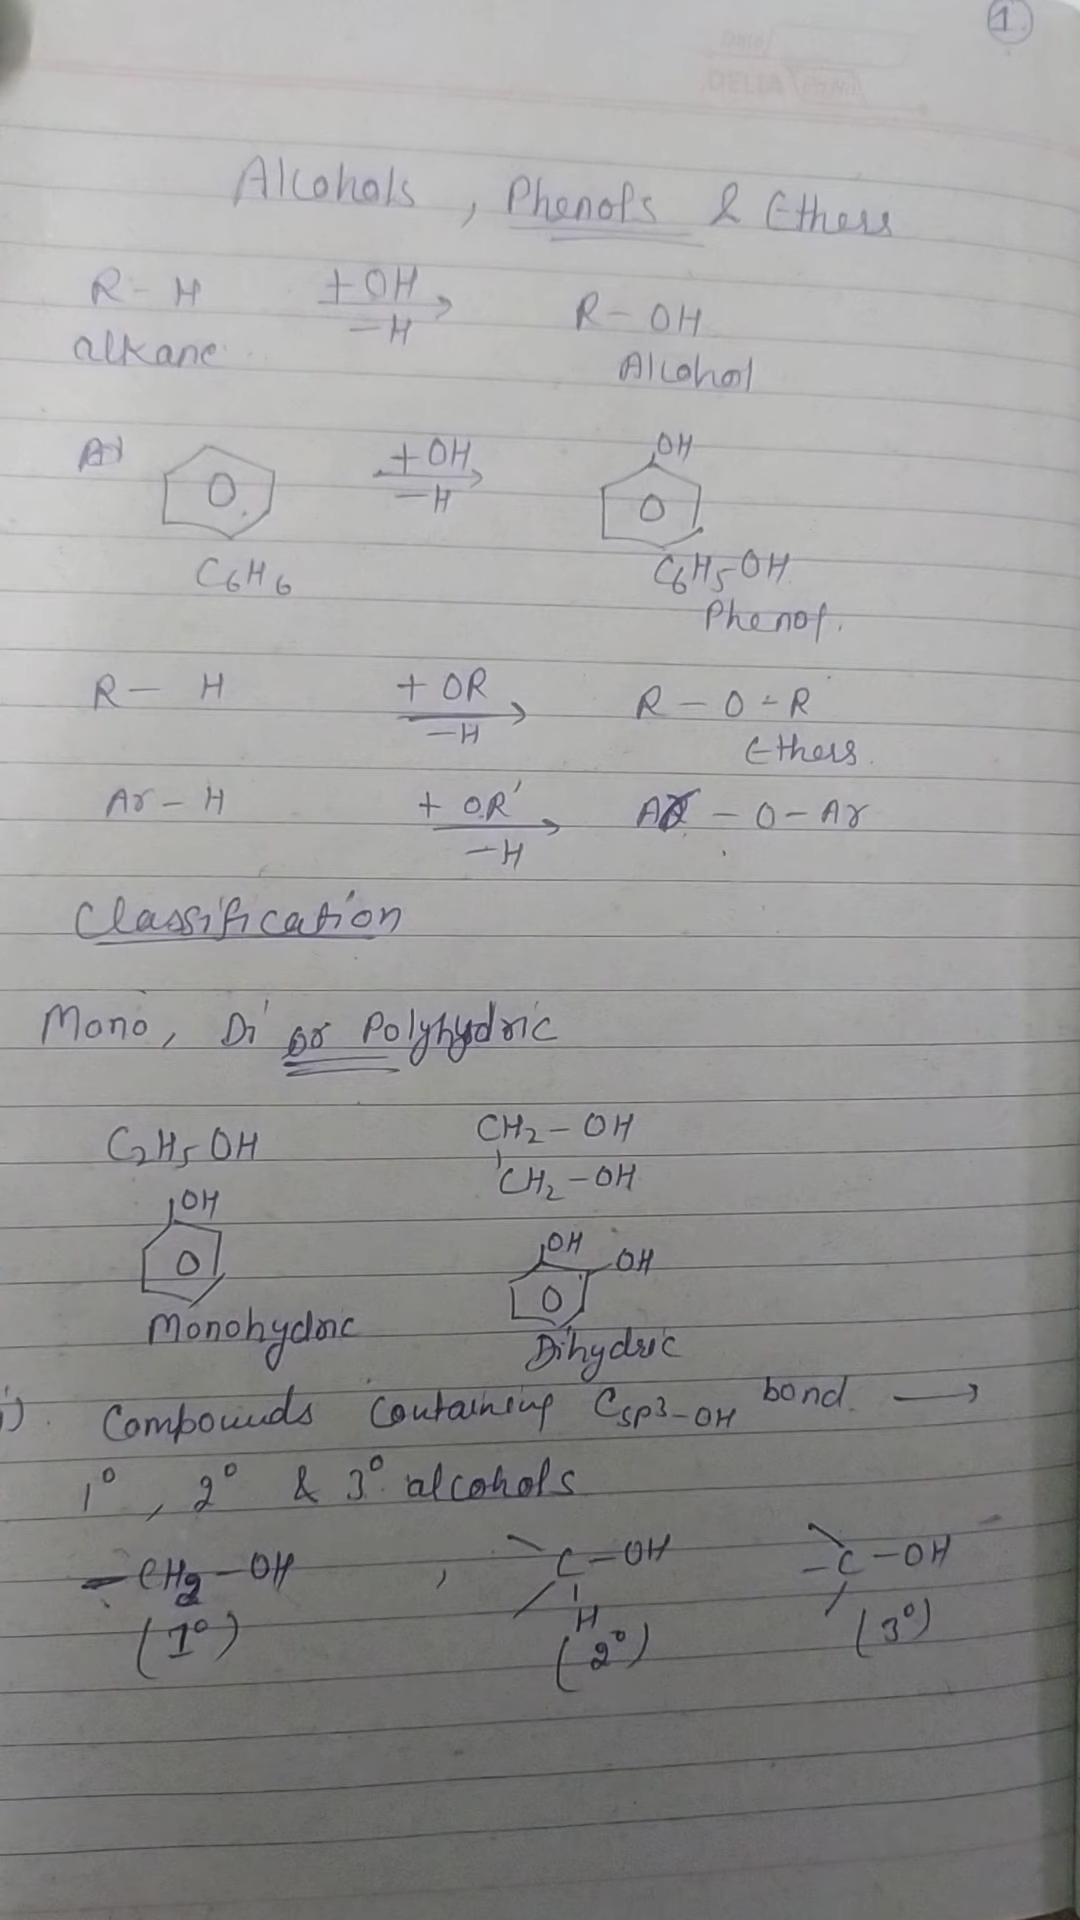 1.
Alcohols, Phenols & Ethers
R-H +OH -H → R-OH
alkane Alcohol
Ar +OH -H → OH
C6H6 C6H5OH
Phenol.
R-H +OR -H → R-O-R
Ethers.
Ar-H +OR' -H → Ar-O-Ar
Classification
Mono, Di or Polyhydric
C2H5OH CH2-OH
CH2-OH
OH OH OH
Monohydric Dihydric
i). Compounds Containing Csp3-OH bond. →
1°, 2° & 3° alcohols
-CH2-OH, C-OH C-OH
H
(1°) (2°) (3°)